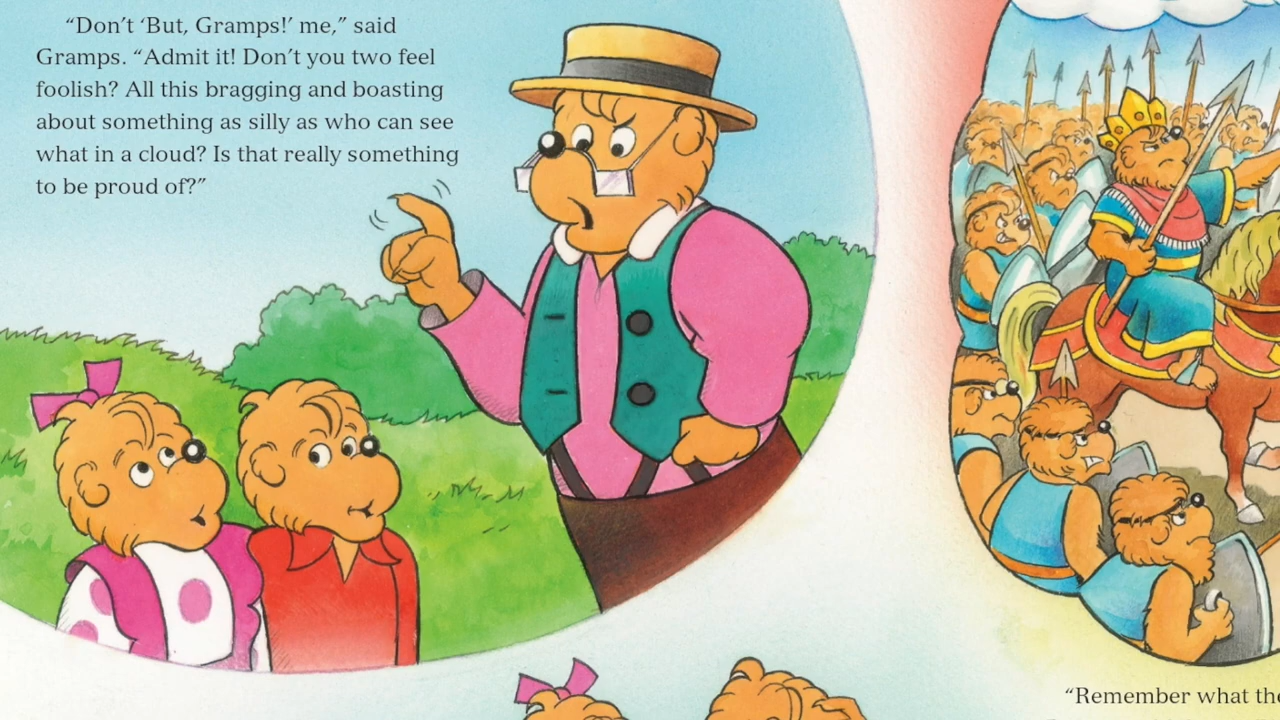 “Don’t ‘But, Gramps!’ me,” said
Gramps. “Admit it! Don’t you two feel
foolish? All this bragging and boasting
about something as silly as who can see
what in a cloud? Is that really something
to be proud of?”
“Remember what the